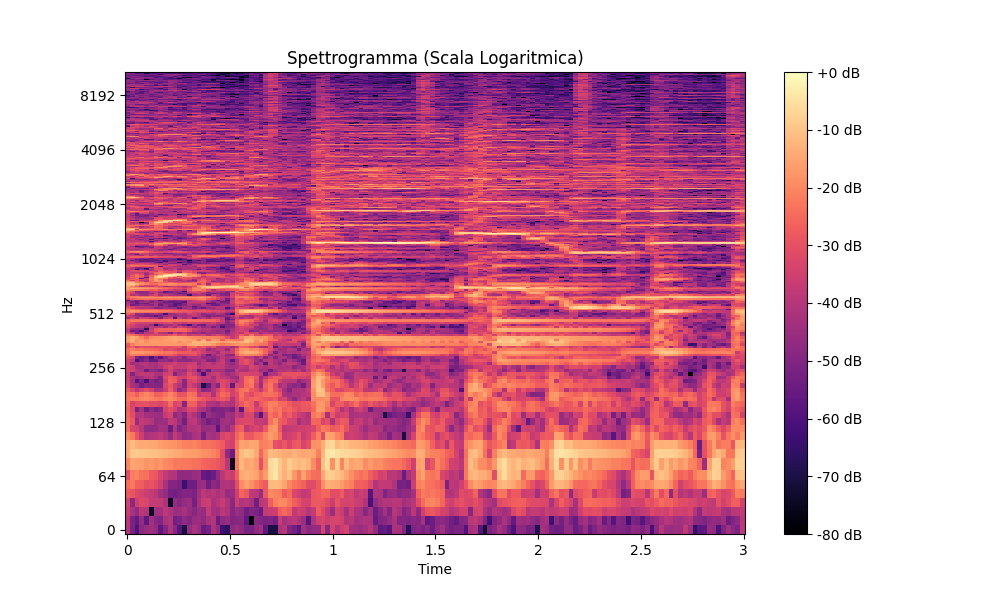 Spettrogramma (Scala Logaritmica)
8192
4096
2048
1024
512
256
128
64
0
Hz
0
0.5
1
1.5
2
2.5
3
Time
+0 dB
-10 dB
-20 dB
-30 dB
-40 dB
-50 dB
-60 dB
-70 dB
-80 dB